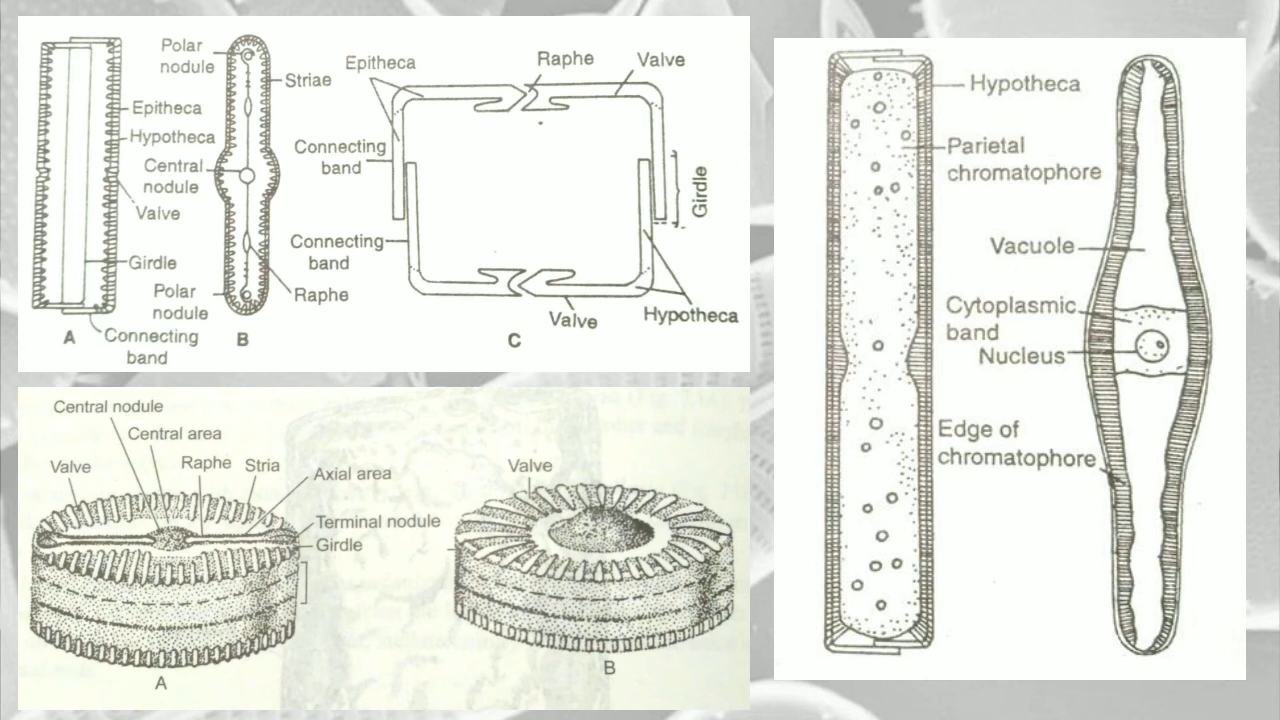 Polar
nodule
Striae
Epitheca
Hypotheca
Central
nodule
Valve
Girdle
Polar
nodule
Raphe
Connecting
band
A
B
Epitheca
Raphe
Valve
Connecting
band
Girdle
Connecting
band
Valve
Hypotheca
C
Central nodule
Central area
Valve
Raphe
Stria
Axial area
Terminal nodule
Girdle
A
Valve
B
Hypotheca
Parietal
chromatophore
Vacuole
Cytoplasmic
band
Nucleus
Edge of
chromatophore